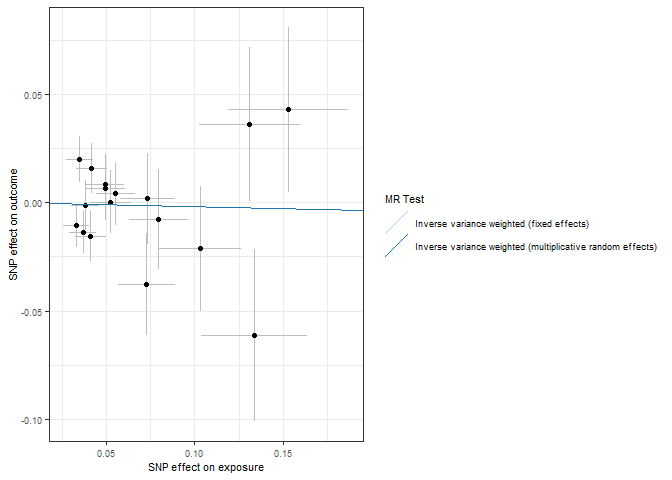 SNP effect on outcome
0.05
0.00
-0.05
-0.10
0.05
0.10
0.15
SNP effect on exposure
MR Test
Inverse variance weighted (fixed effects)
Inverse variance weighted (multiplicative random effects)